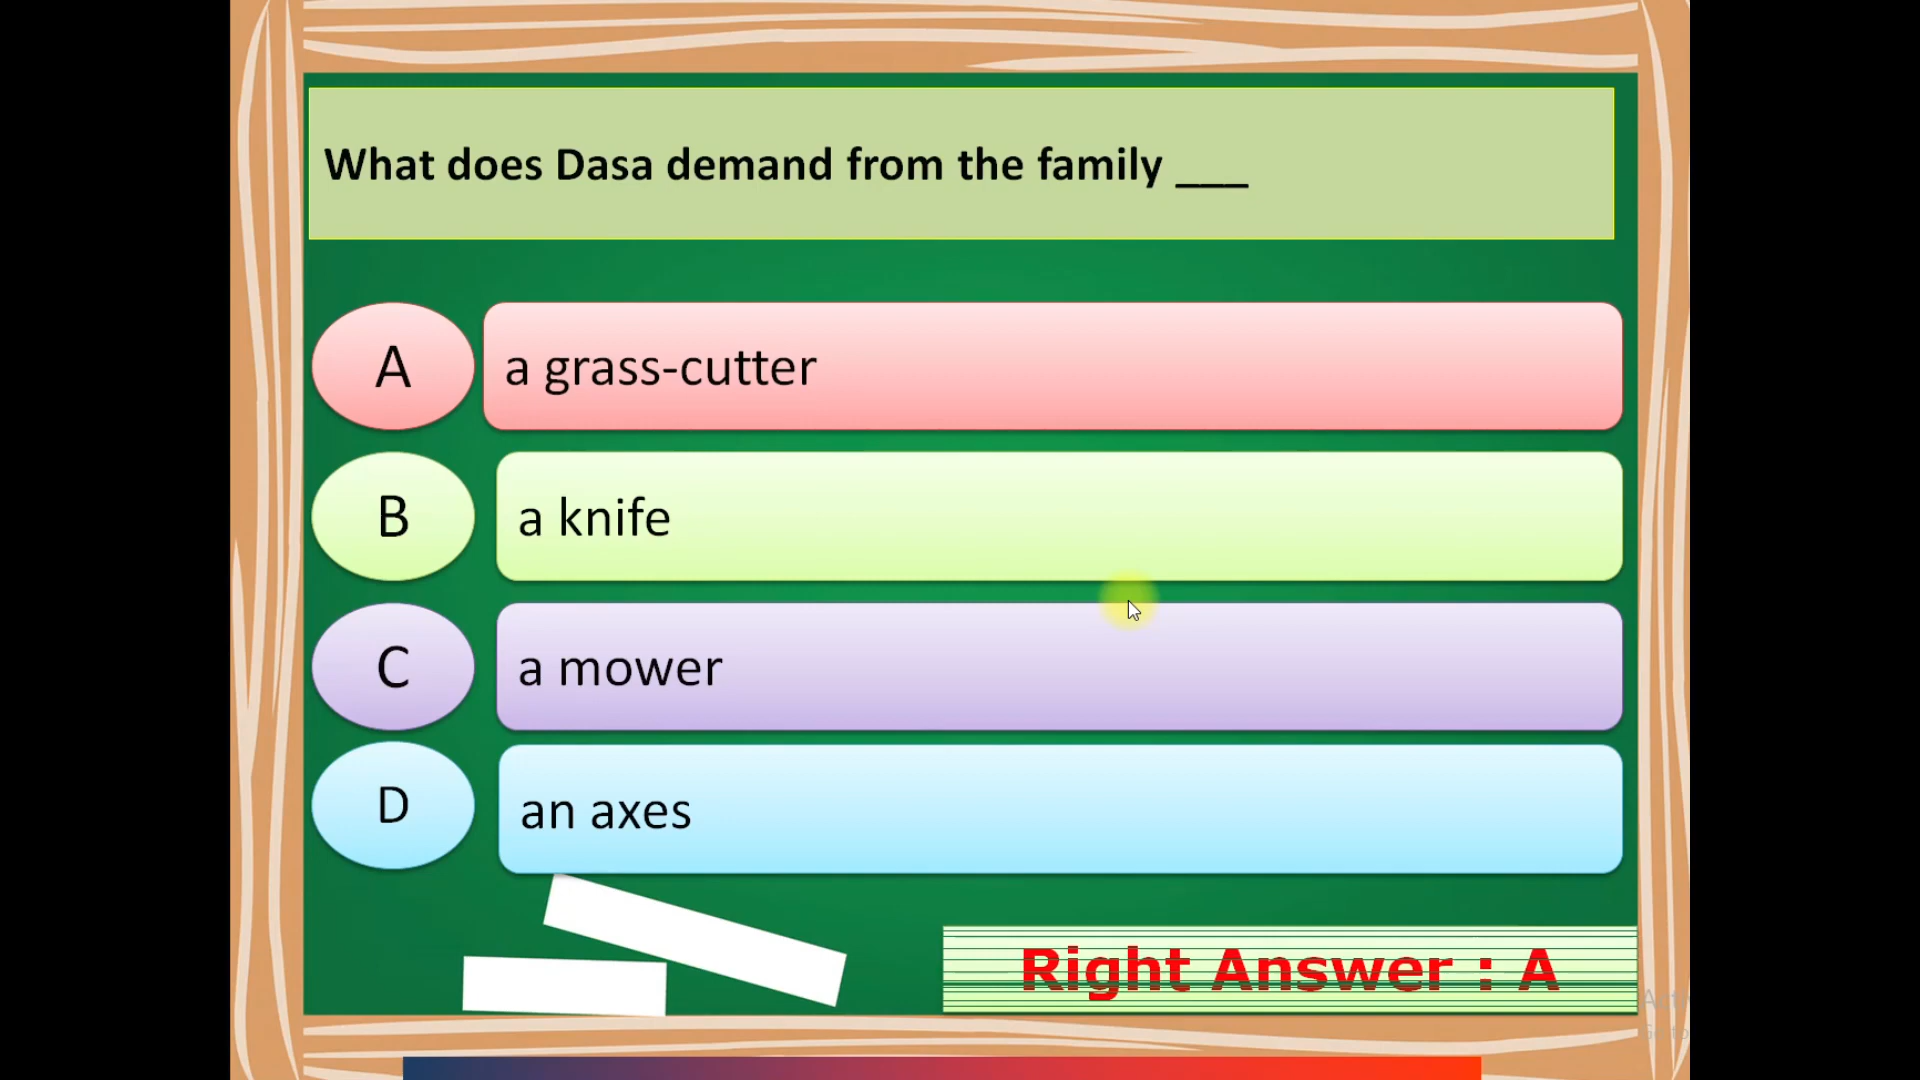 What does Dasa demand from the family ___
A
a grass-cutter
B
a knife
C
a mower
D
an axes
Right Answer : A